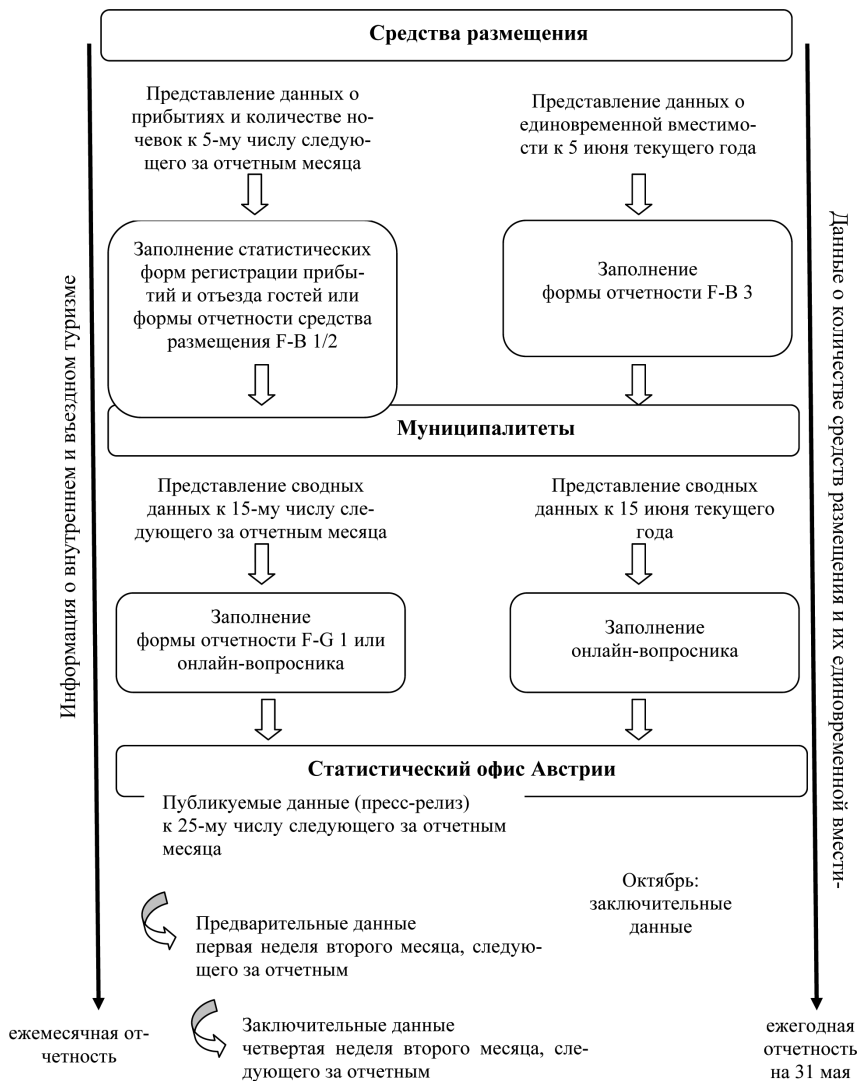 Средства размещения
Представление данных о
прибытиях и количестве но-
чевок к 5-му числу следую-
щего за отчетным месяца
Представление данных о
единовременной вместимо-
сти к 5 июня текущего года
Заполнение статистических
форм регистрации прибы-
тий и отъезда гостей или
формы отчетности средства
размещения F-B 1/2
Заполнение
формы отчетности F-B 3
Муниципалитеты
Представление сводных
данных к 15-му числу сле-
дующего за отчетным месяца
Представление сводных
данных к 15 июня текущего
года
Заполнение
формы отчетности F-G 1 или
онлайн-вопросника
Заполнение
онлайн-вопросника
Статистический офис Австрии
Публикуемые данные (пресс-релиз)
к 25-му числу следующего за отчетным
месяца
Октябрь:
заключительные
данные
Предварительные данные
первая неделя второго месяца, следую-
щего за отчетным
Заключительные данные
четвертая неделя второго месяца, сле-
дующего за отчетным
Информация о внутреннем и въездном туризме
ежемесячная от-
четность
Данные о количестве средств размещения и их единовременной вмести-
ежегодная
отчетность
на 31 мая